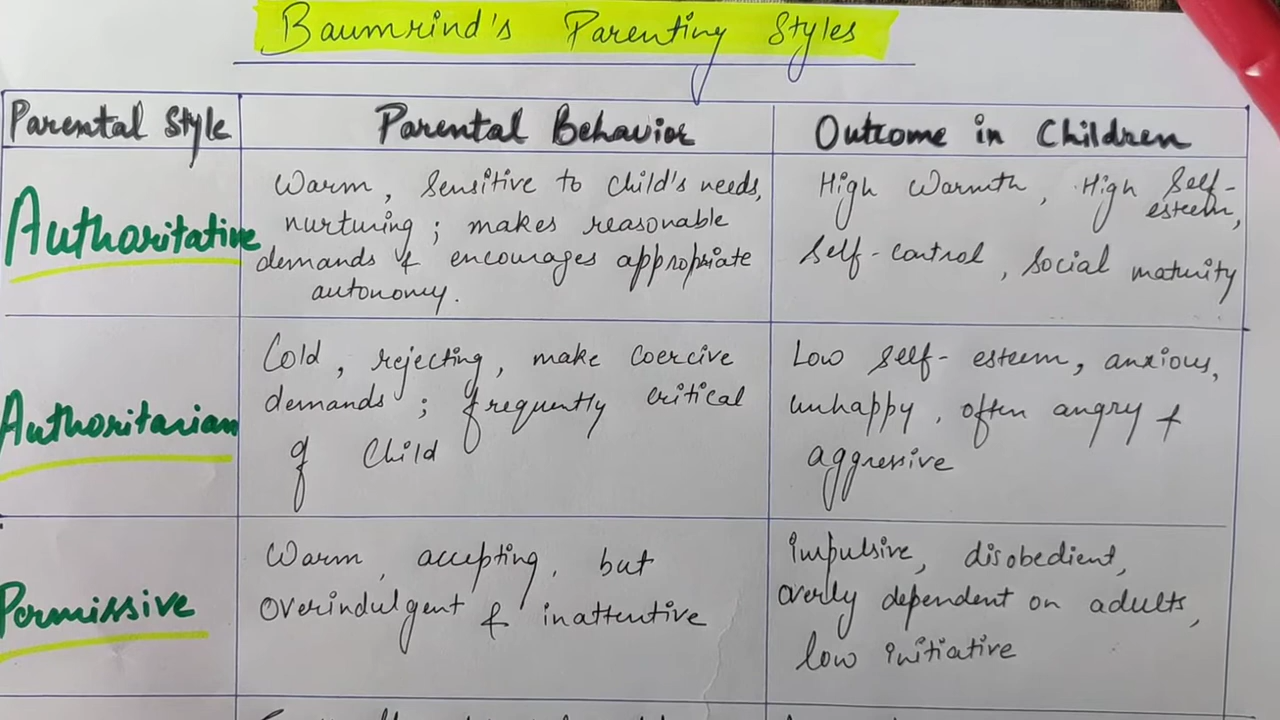 Baumrind's Parenting Styles
Parental Style
Parental Behavior
Outcome in Children
Authoritative
Warm, Sensitive to child's needs,
nurturing; makes reasonable
demands & encourages appropriate
autonomy.
High Warmth, High Self-
esteem,
Self-control, Social maturity
Authoritarian
Cold, rejecting, make coercive
demands; frequently critical
of Child
Low Self-esteem, anxious,
unhappy, often angry &
aggressive
Permissive
Warm, accepting, but
Overindulgent & inattentive
Impulsive, disobedient,
Overly dependent on adults,
low initiative